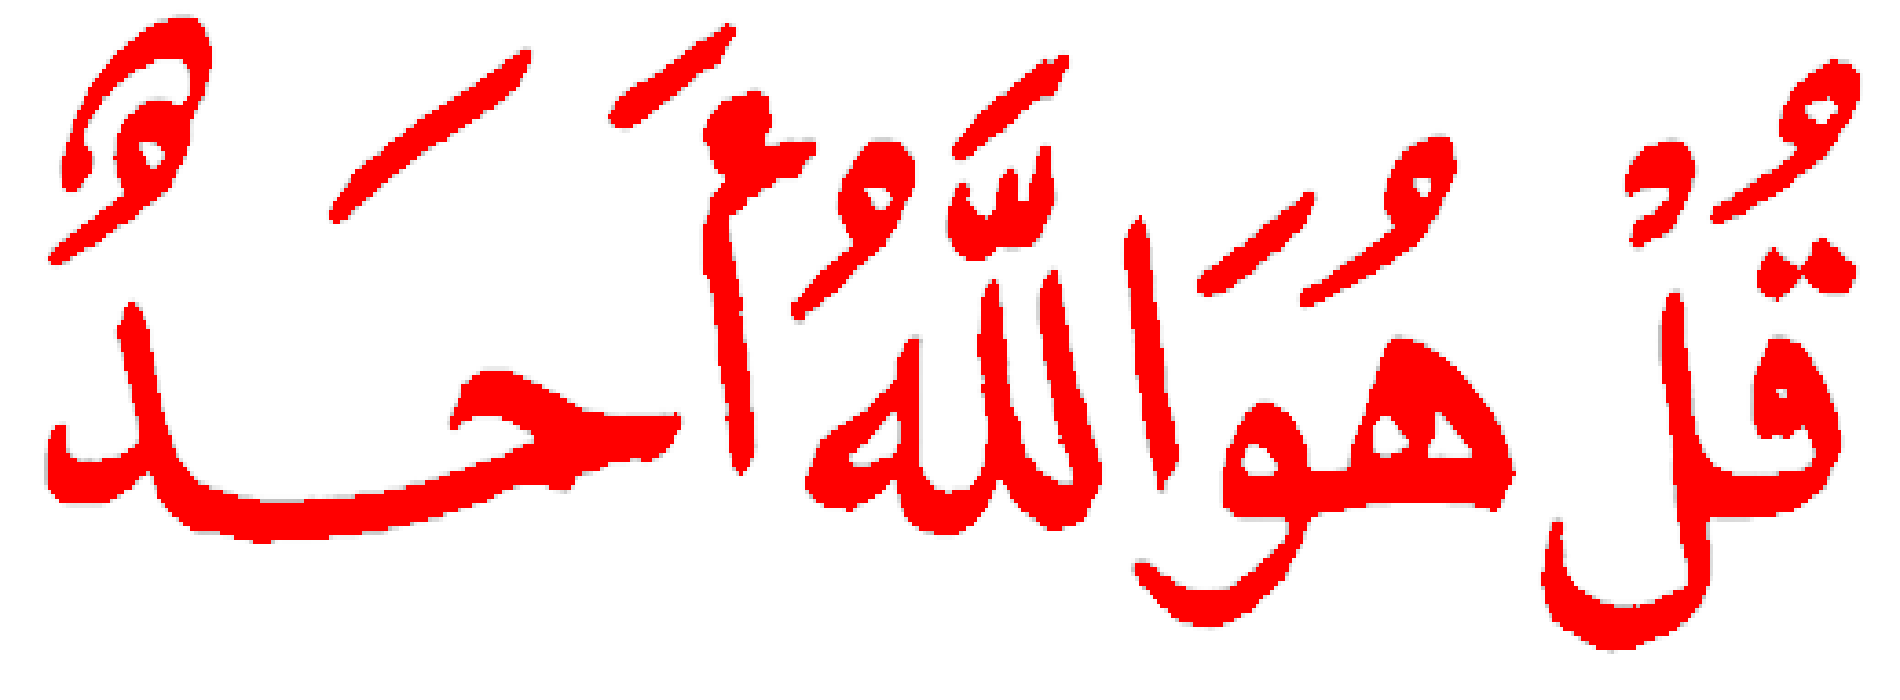 قُلْ هُوَ اللَّهُ أَحَدٌ